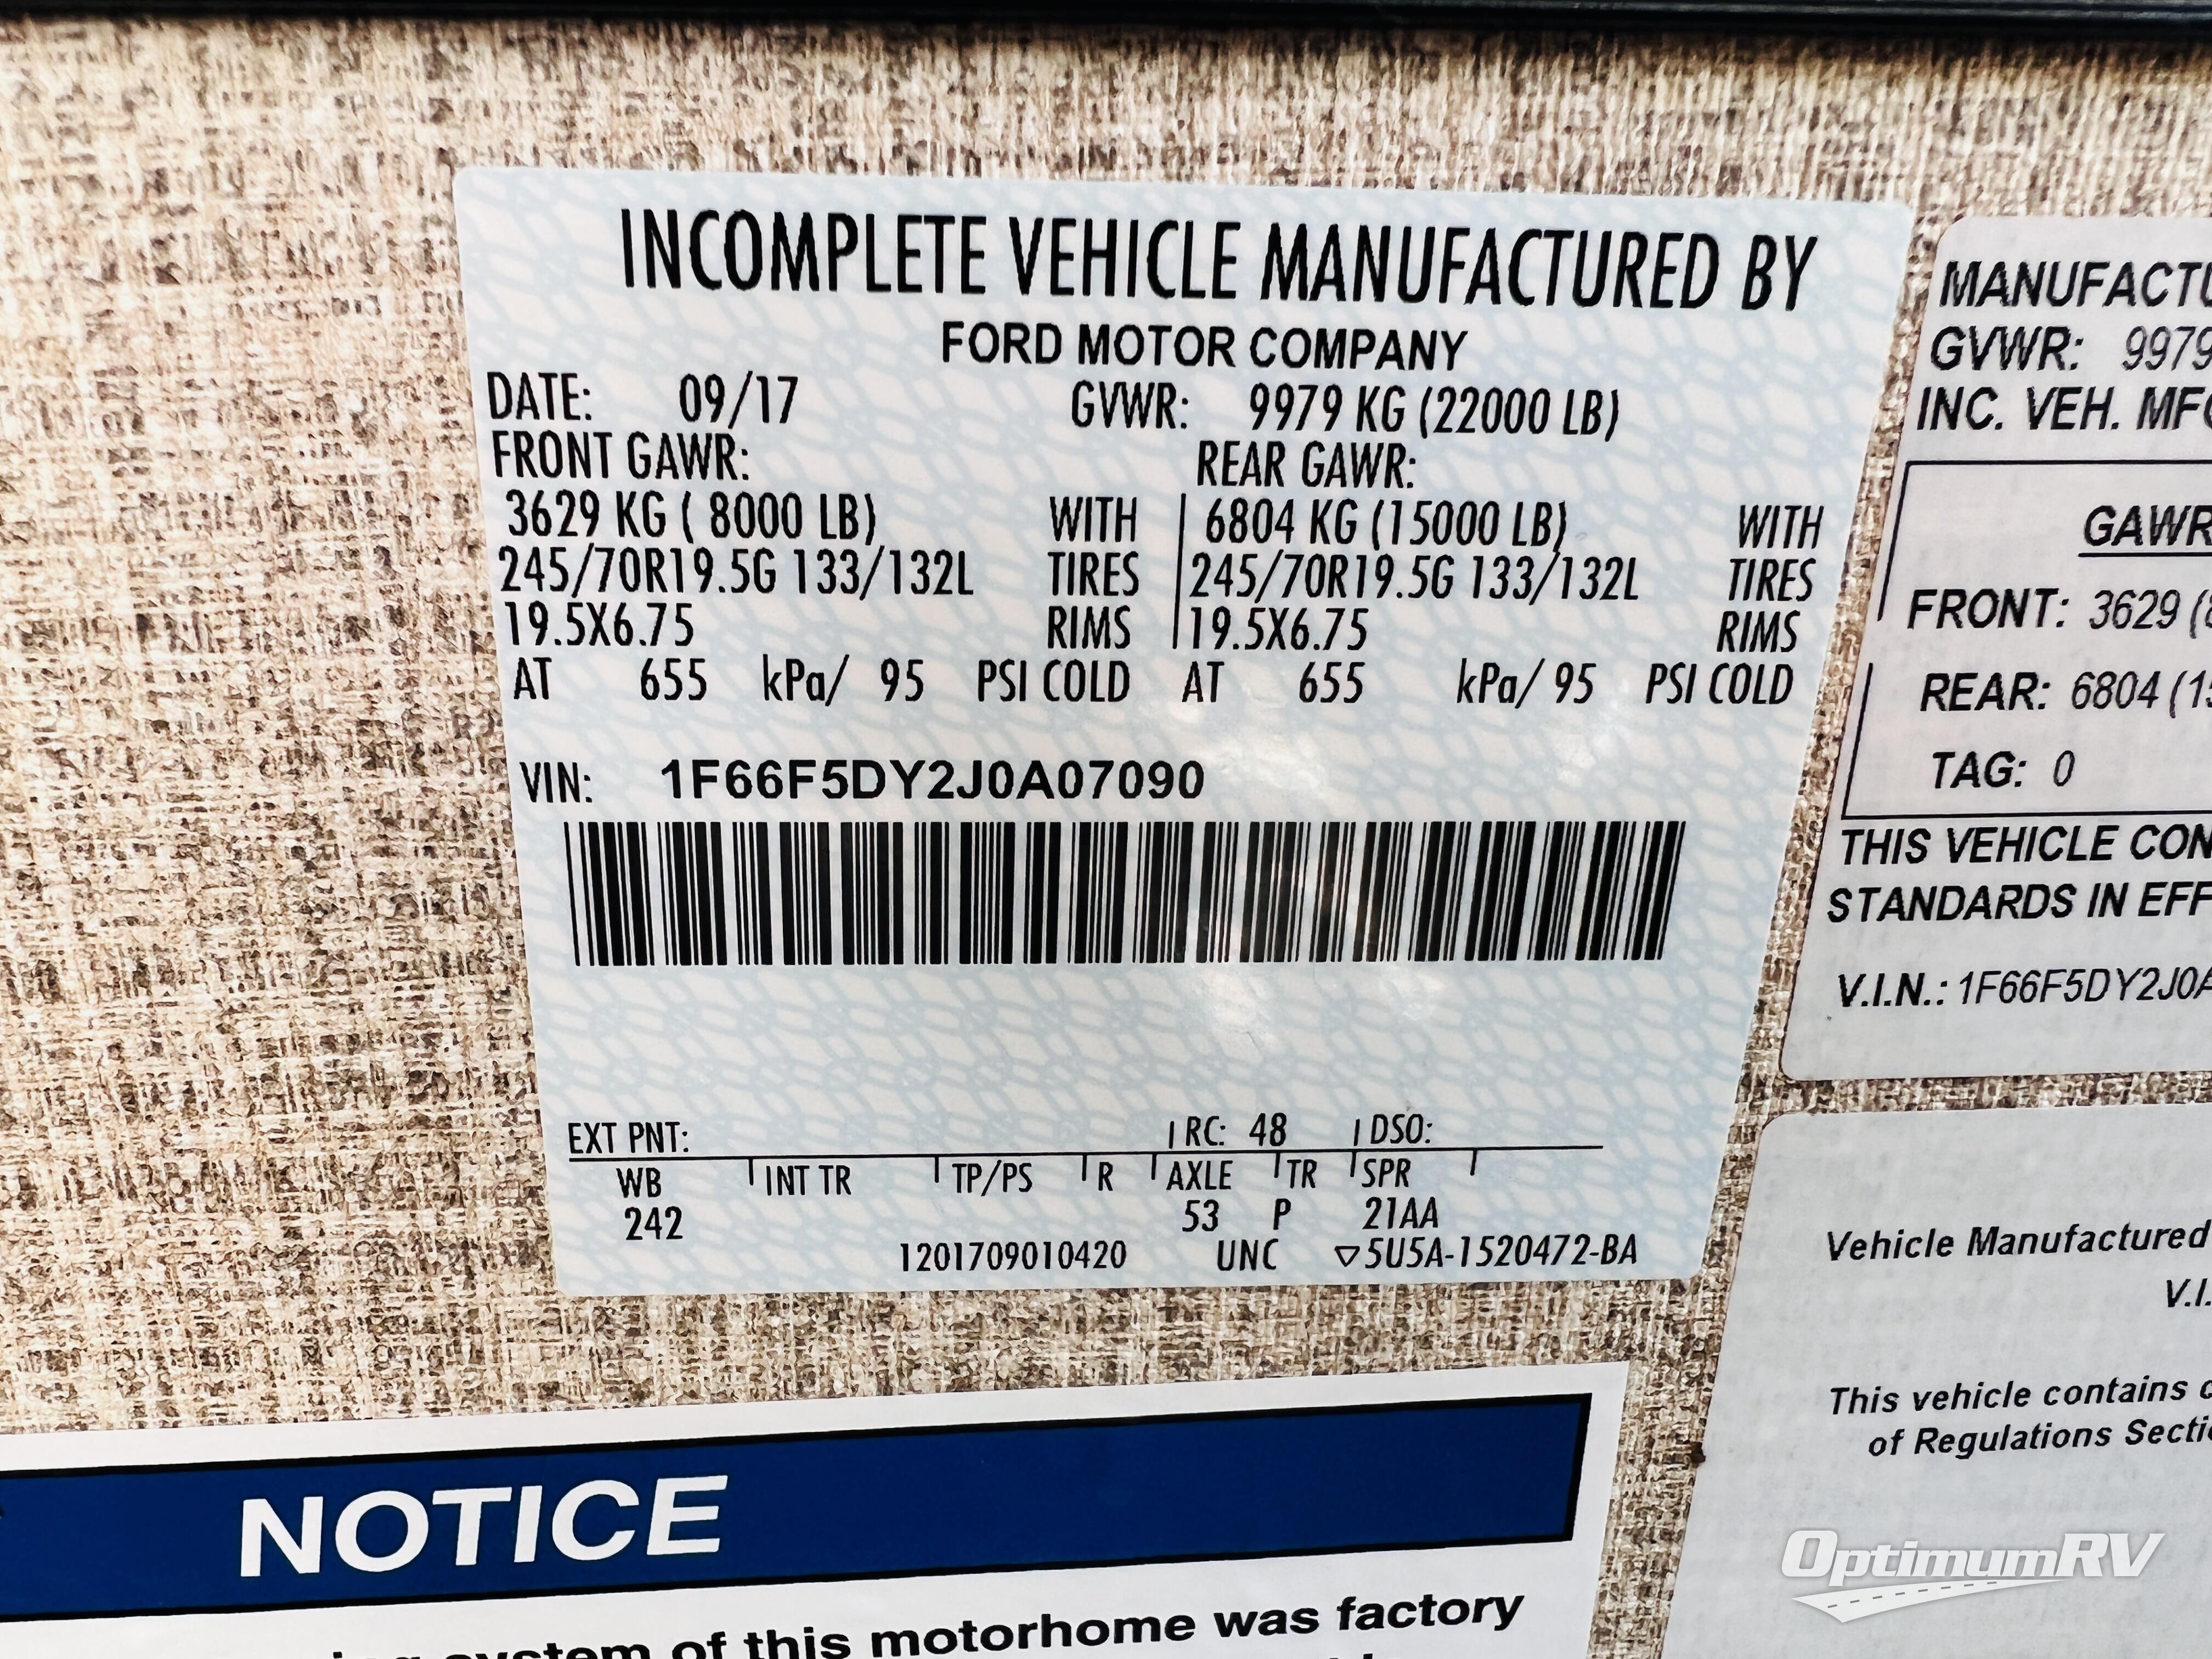 INCOMPLETE VEHICLE MANUFACTURED BY
FORD MOTOR COMPANY
DATE: 09/17 GVWR: 9979 KG (22000 LB)
FRONT GAWR: REAR GAWR:
3629 KG ( 8000 LB) WITH 6804 KG (15000 LB) WITH
245/70R19.5G 133/132L TIRES 245/70R19.5G 133/132L TIRES
19.5X6.75 RIMS 19.5X6.75 RIMS
AT 655 kPa/ 95 PSI COLD AT 655 kPa/ 95 PSI COLD
VIN: 1F66F5DY2J0A07090
EXT PNT: RC: 48 DSO:
WB INT TR TP/PS R AXLE TR SPR
242 53 P 21AA
1201709010420 UNC ▽5U5A-1520472-BA
MANUFACTU
GVWR: 9979
INC. VEH. MF
GAWR
FRONT: 3629 (
REAR: 6804 (1
TAG: 0
THIS VEHICLE CON
STANDARDS IN EFF
V.I.N.: 1F66F5DY2J0A
Vehicle Manufactured
V.I.
This vehicle contains
of Regulations Secti
NOTICE
system of this motorhome was factory
OptimumRV